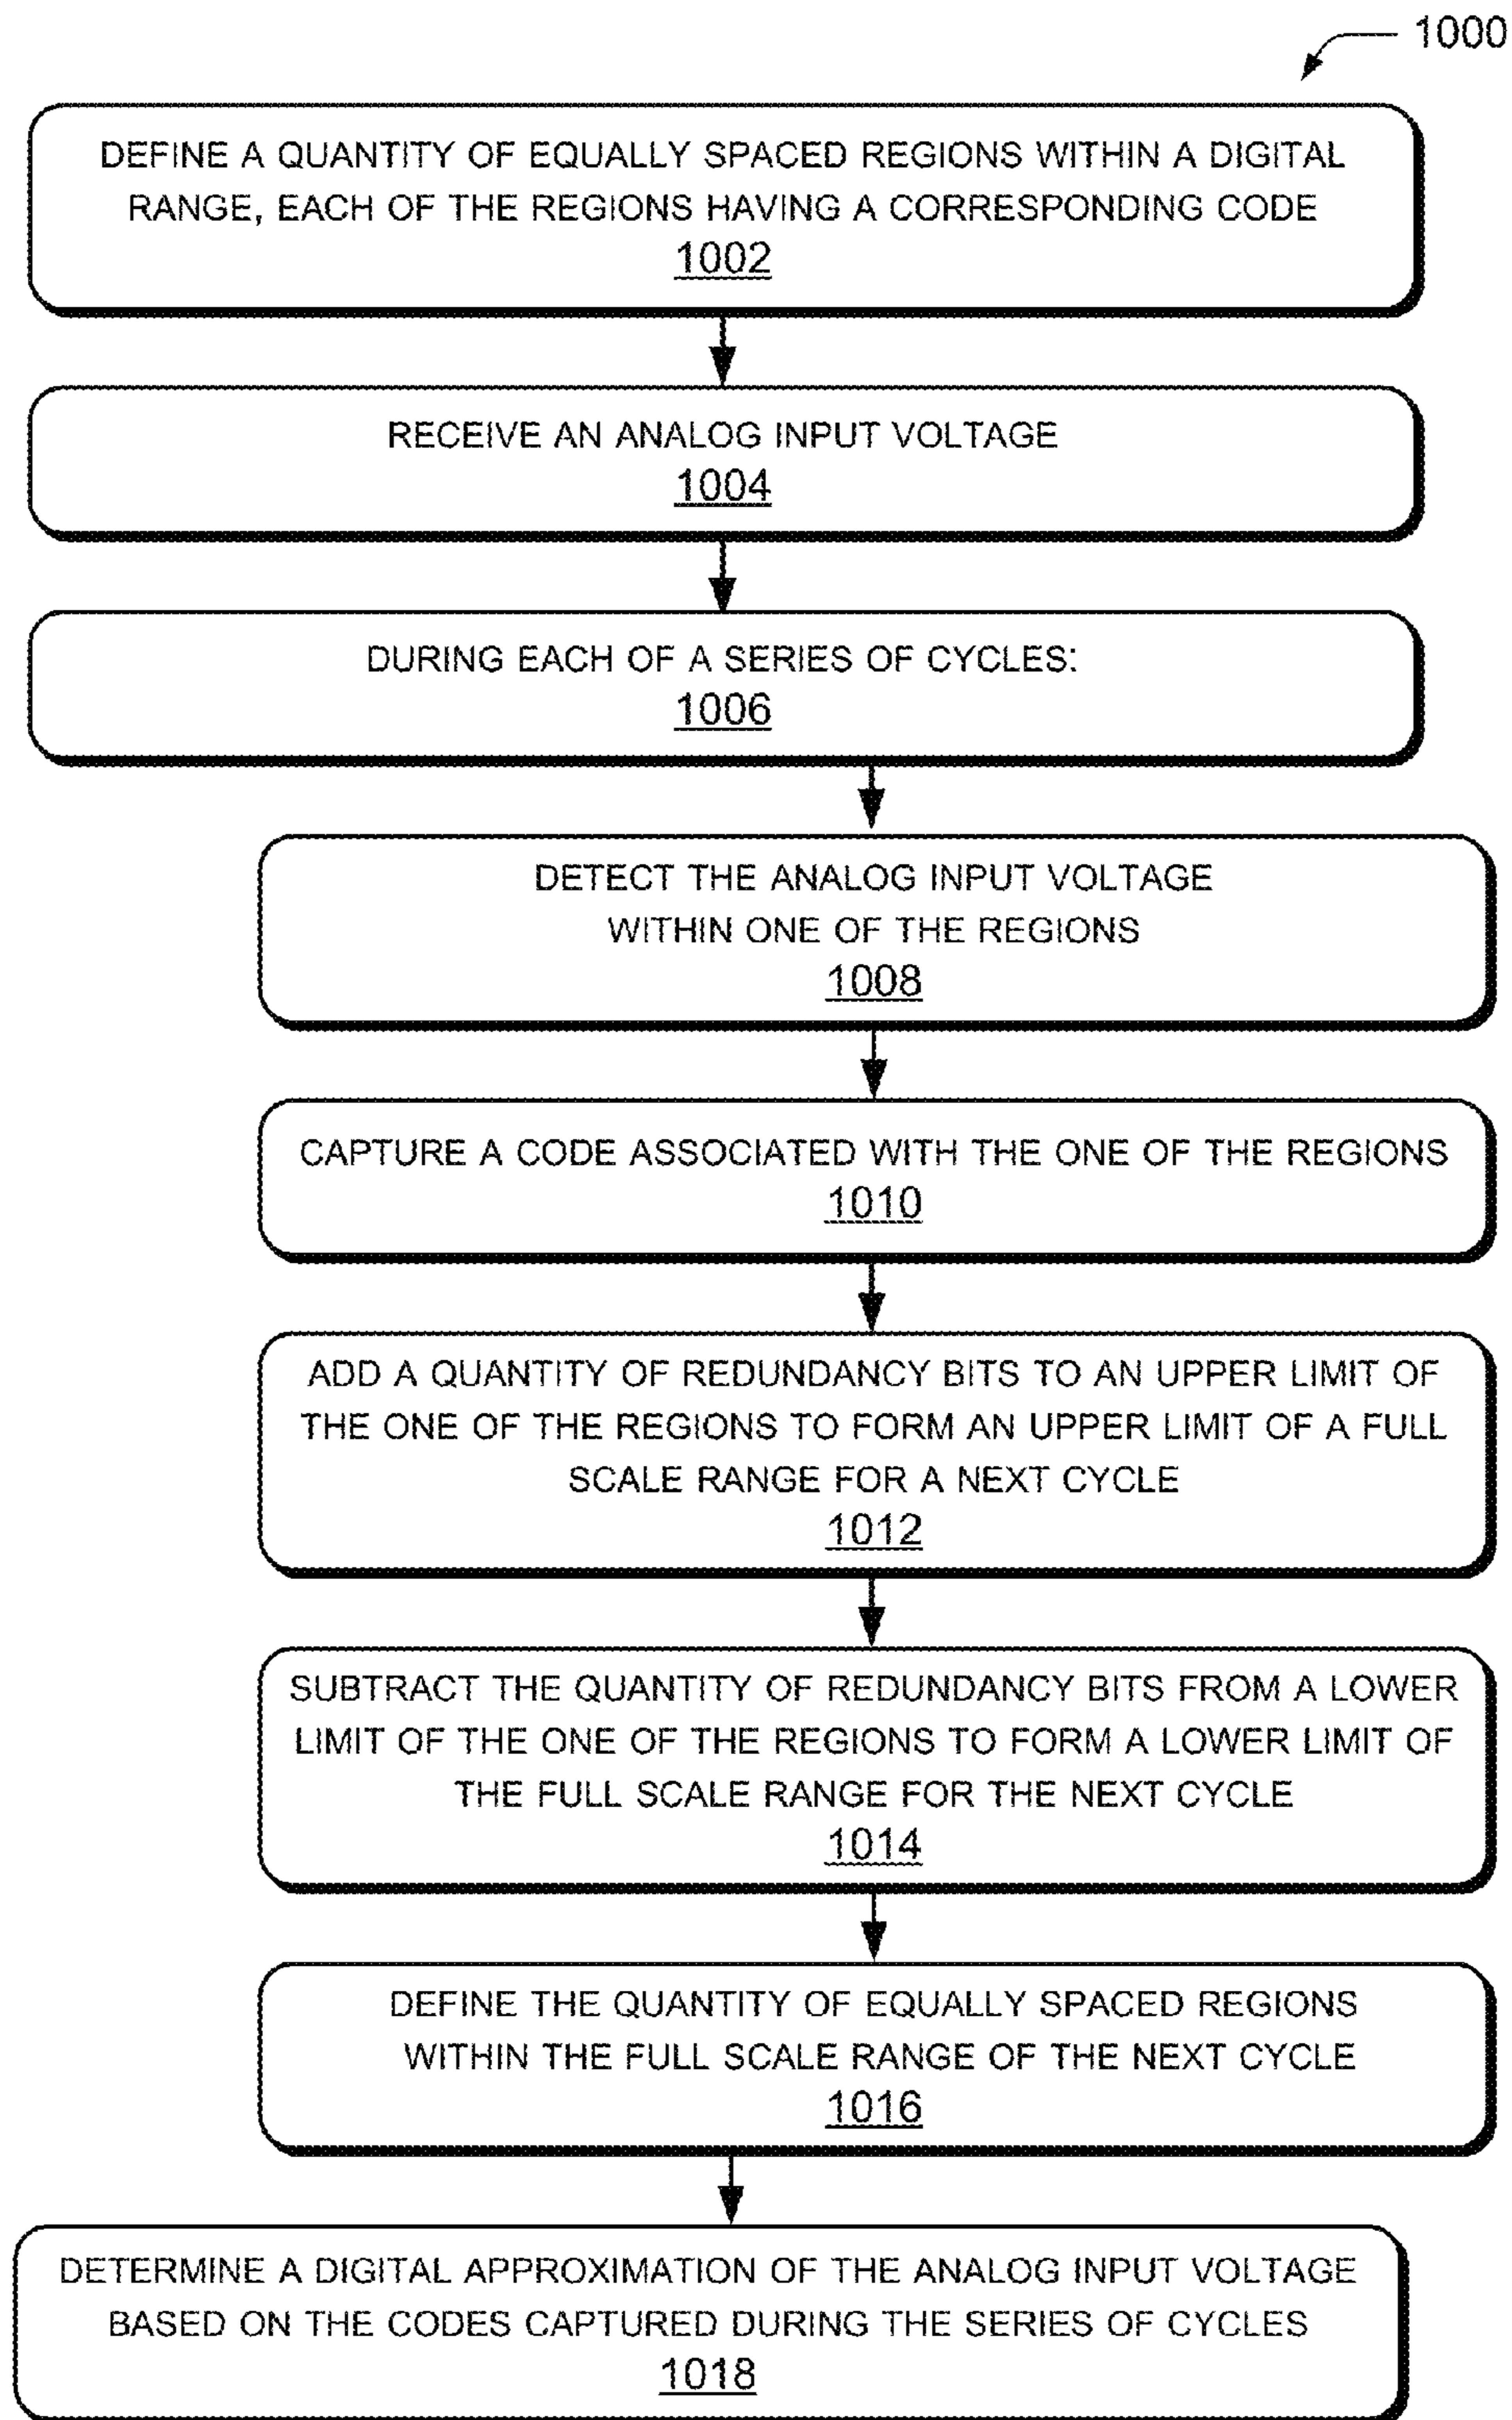 1000
DEFINE A QUANTITY OF EQUALLY SPACED REGIONS WITHIN A DIGITAL
RANGE, EACH OF THE REGIONS HAVING A CORRESPONDING CODE
1002
RECEIVE AN ANALOG INPUT VOLTAGE
1004
DURING EACH OF A SERIES OF CYCLES:
1006
DETECT THE ANALOG INPUT VOLTAGE
WITHIN ONE OF THE REGIONS
1008
CAPTURE A CODE ASSOCIATED WITH THE ONE OF THE REGIONS
1010
ADD A QUANTITY OF REDUNDANCY BITS TO AN UPPER LIMIT OF
THE ONE OF THE REGIONS TO FORM AN UPPER LIMIT OF A FULL
SCALE RANGE FOR A NEXT CYCLE
1012
SUBTRACT THE QUANTITY OF REDUNDANCY BITS FROM A LOWER
LIMIT OF THE ONE OF THE REGIONS TO FORM A LOWER LIMIT OF
THE FULL SCALE RANGE FOR THE NEXT CYCLE
1014
DEFINE THE QUANTITY OF EQUALLY SPACED REGIONS
WITHIN THE FULL SCALE RANGE OF THE NEXT CYCLE
1016
DETERMINE A DIGITAL APPROXIMATION OF THE ANALOG INPUT VOLTAGE
BASED ON THE CODES CAPTURED DURING THE SERIES OF CYCLES
1018